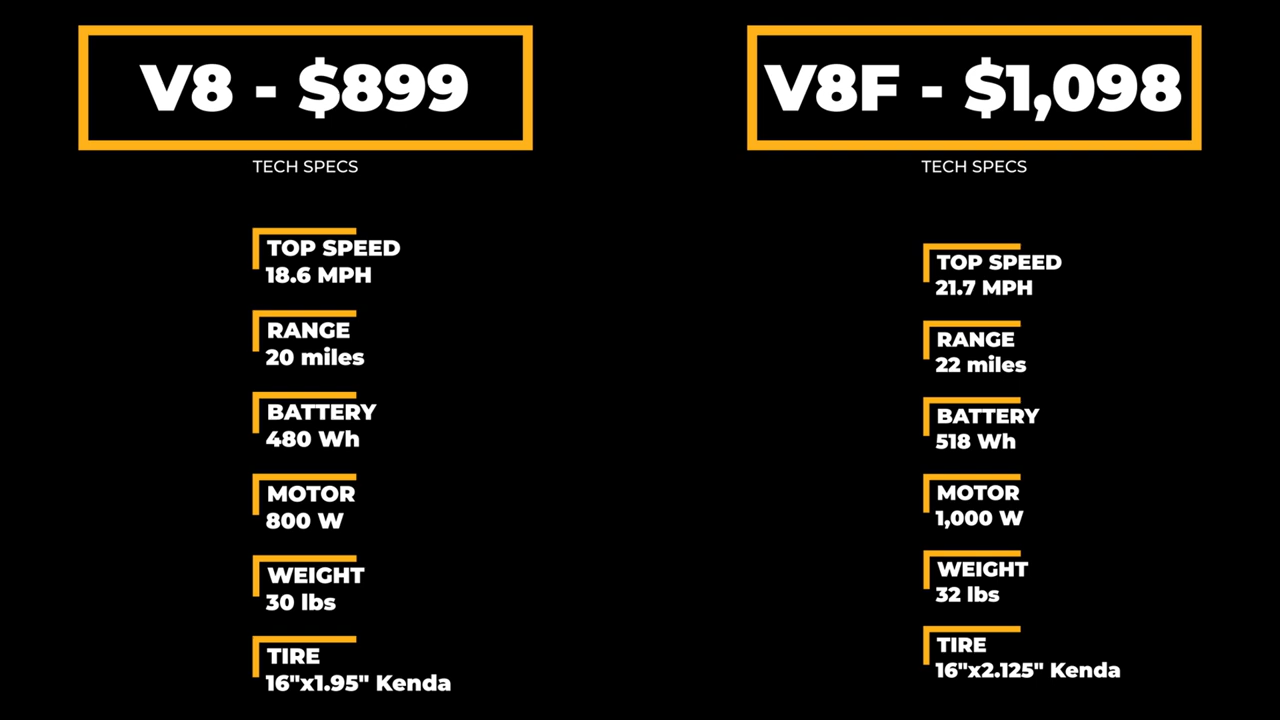 V8 - $899
TECH SPECS
TOP SPEED
18.6 MPH
RANGE
20 miles
BATTERY
480 Wh
MOTOR
800 W
WEIGHT
30 lbs
TIRE
16"x1.95" Kenda
V8F - $1,098
TECH SPECS
TOP SPEED
21.7 MPH
RANGE
22 miles
BATTERY
518 Wh
MOTOR
1,000 W
WEIGHT
32 lbs
TIRE
16"x2.125" Kenda